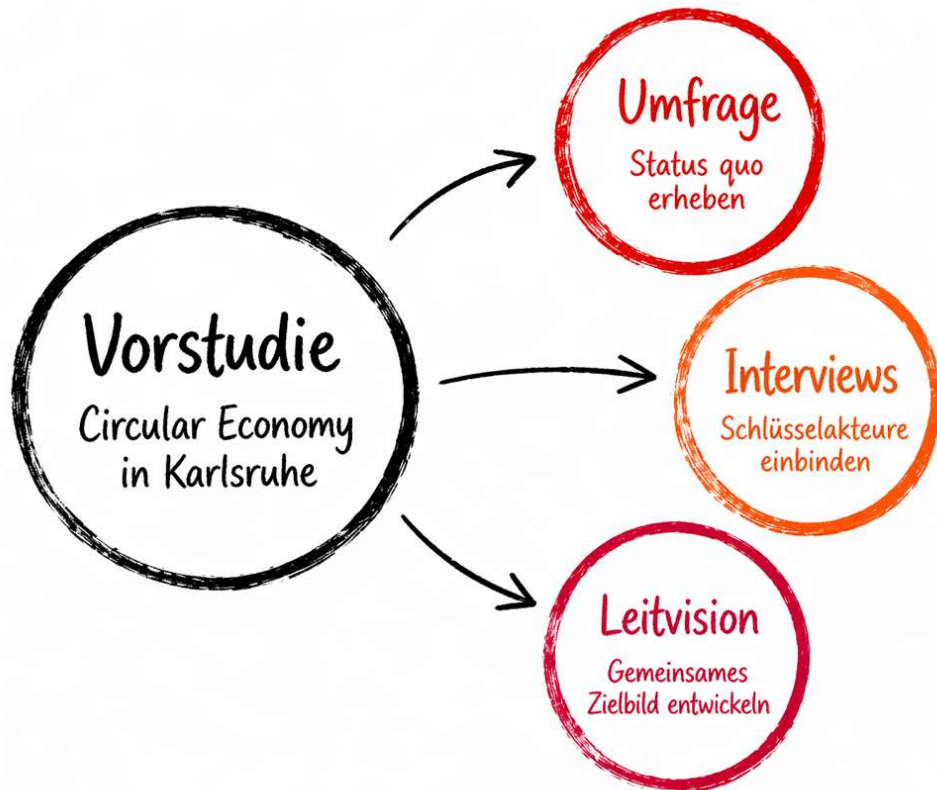 Vorstudie
Circular Economy
in Karlsruhe
Umfrage
Status quo
erheben
Interviews
Schlüsselakteure
einbinden
Leitvision
Gemeinsames
Zielbild entwickeln